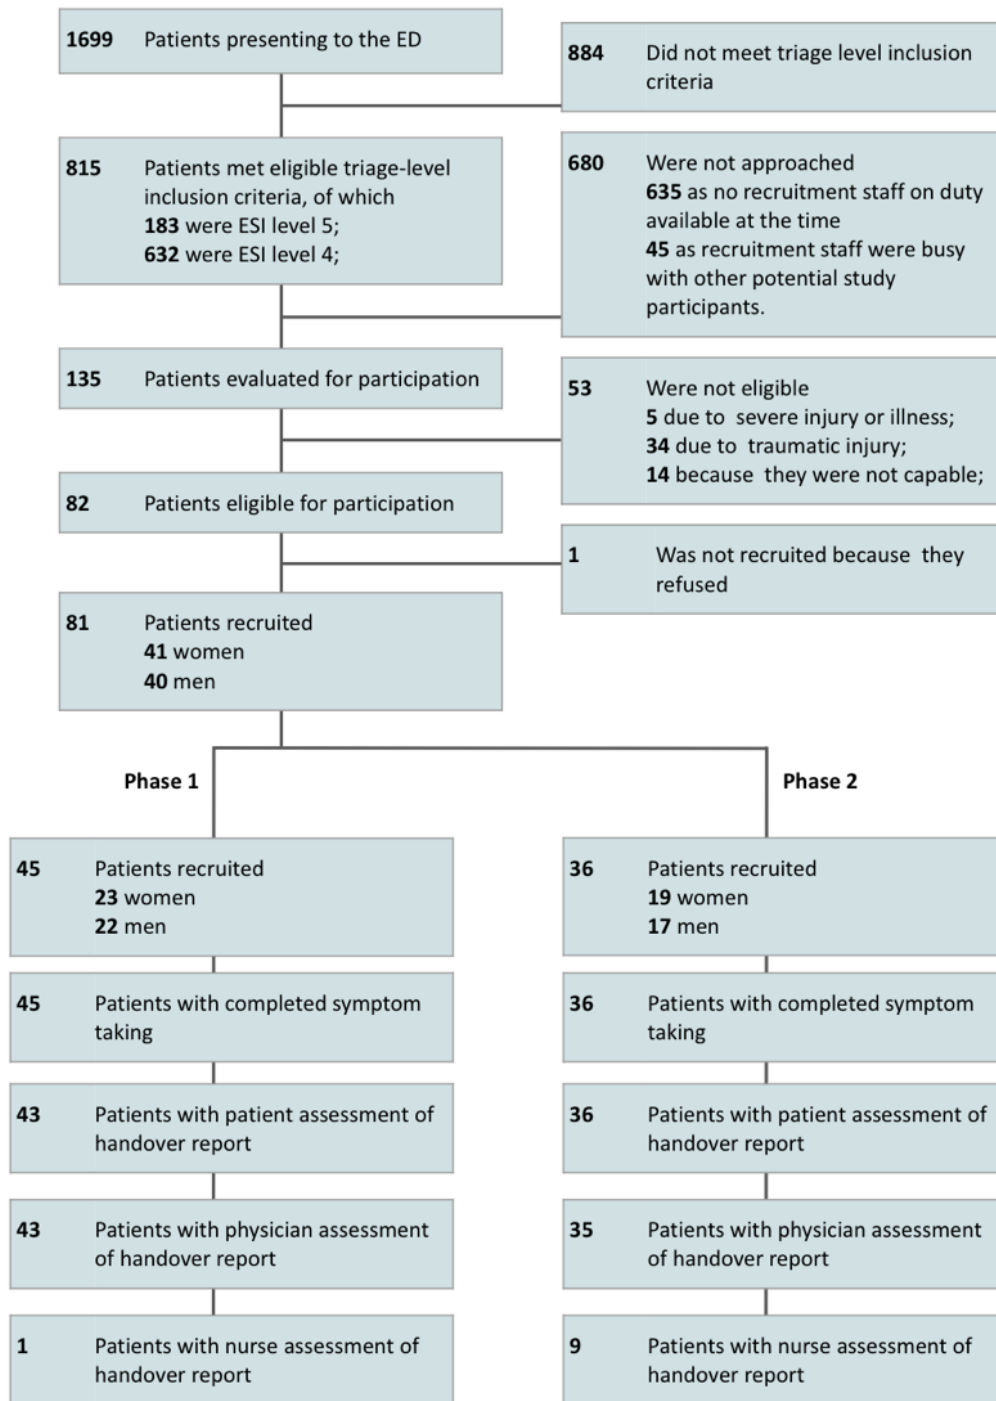 1699 Patients presenting to the ED
884 Did not meet triage level inclusion
criteria
815 Patients met eligible triage-level
inclusion criteria, of which
183 were ESI level 5;
632 were ESI level 4;
680 Were not approached
635 as no recruitment staff on duty
available at the time
45 as recruitment staff were busy
with other potential study
participants.
135 Patients evaluated for participation
53 Were not eligible
5 due to severe injury or illness;
34 due to traumatic injury;
14 because they were not capable;
82 Patients eligible for participation
1 Was not recruited because they
refused
81 Patients recruited
41 women
40 men
Phase 1
Phase 2
45 Patients recruited
23 women
22 men
36 Patients recruited
19 women
17 men
45 Patients with completed symptom
taking
36 Patients with completed symptom
taking
43 Patients with patient assessment of
handover report
36 Patients with patient assessment of
handover report
43 Patients with physician assessment
of handover report
35 Patients with physician assessment
of handover report
1 Patients with nurse assessment of
handover report
9 Patients with nurse assessment of
handover report